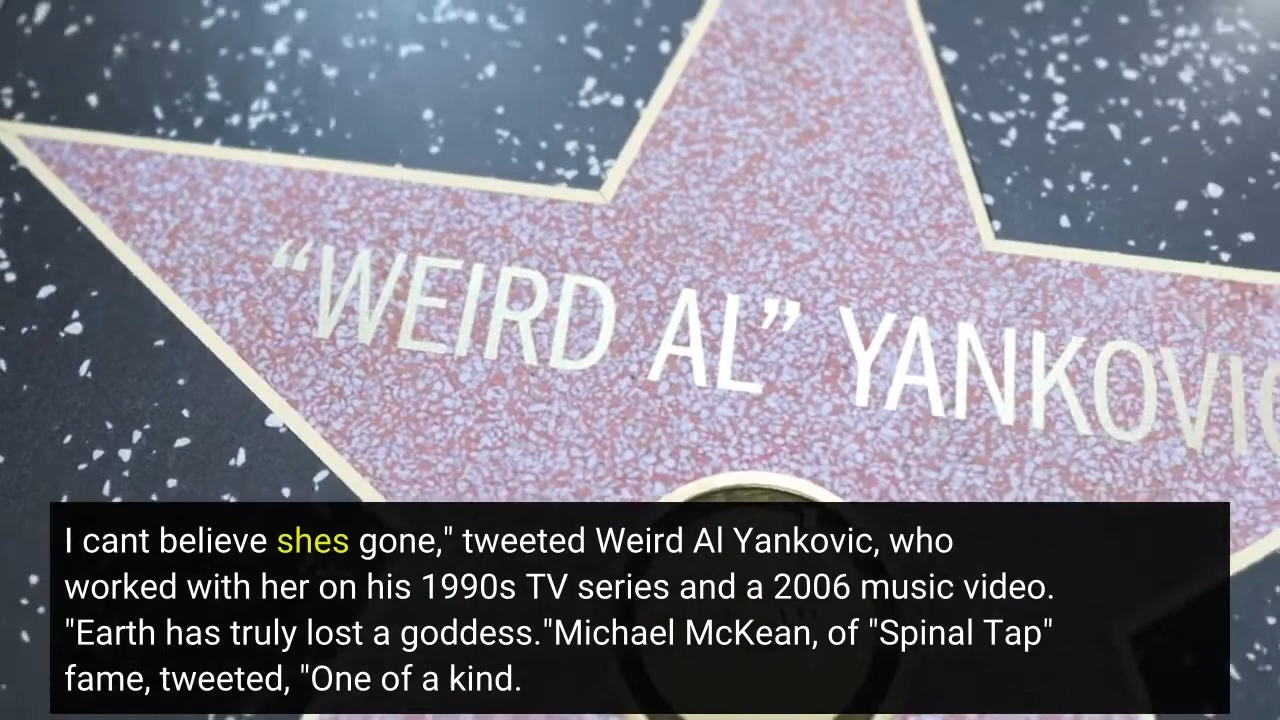 “WEIRD AL” YANKOVIC
I cant believe shes gone," tweeted Weird Al Yankovic, who
worked with her on his 1990s TV series and a 2006 music video.
"Earth has truly lost a goddess."Michael McKean, of "Spinal Tap"
fame, tweeted, "One of a kind.